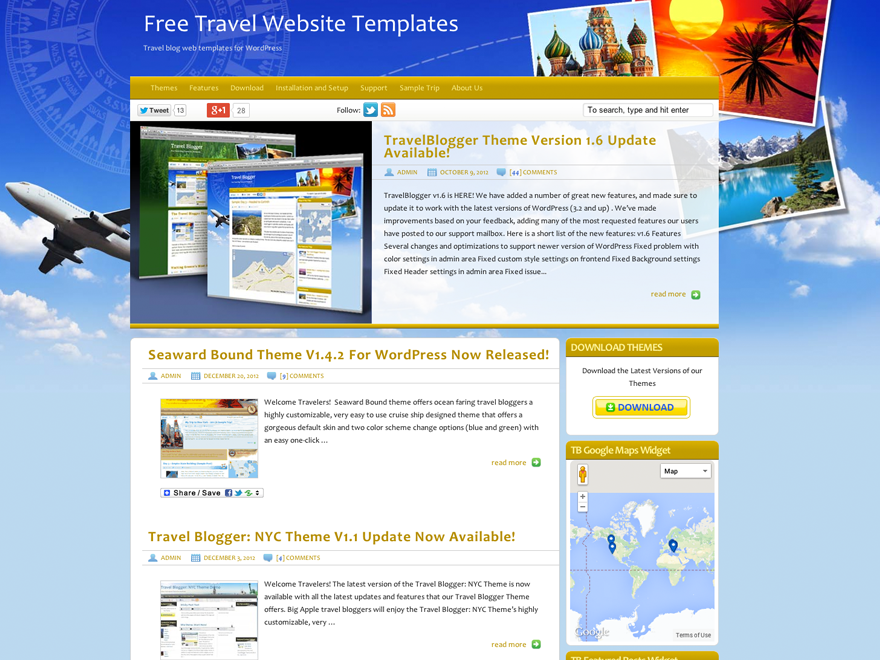 Free Travel Website Templates
Travel blog web templates for WordPress
Themes Features Download Installation and Setup Support Sample Trip About Us
Tweet 13 +1 28 Follow: To search, type and hit enter
TravelBlogger Theme Version 1.6 Update
Available!
ADMIN OCTOBER 9, 2012 [44] COMMENTS
TravelBlogger v1.6 is HERE! We have added a number of great new features, and made sure to
update it to work with the latest versions of WordPress (3.2 and up) . We've made
improvements based on your feedback, adding many of the most requested features our users
have posted to our support mailbox. Here is a short list of the new features: v1.6 Features
Several changes and optimizations to support newer version of WordPress Fixed problem with
color settings in admin area Fixed custom style settings on frontend Fixed Background settings
Fixed Header settings in admin area Fixed issue...
read more
Seaward Bound Theme V1.4.2 For WordPress Now Released!
ADMIN DECEMBER 20, 2012 [9] COMMENTS
Welcome Travelers! Seaward Bound theme offers ocean faring travel bloggers a
highly customizable, very easy to use cruise ship designed theme that offers a
gorgeous default skin and two color scheme change options (blue and green) with
an easy one-click ...
read more
Share / Save
Travel Blogger: NYC Theme V1.1 Update Now Available!
ADMIN DECEMBER 3, 2012 [4] COMMENTS
Welcome Travelers! The latest version of the Travel Blogger: NYC Theme is now
available with all the latest updates and features that our Travel Blogger Theme
offers. Big Apple travel bloggers will enjoy the Travel Blogger: NYC Theme's highly
customizable, very ...
read more
DOWNLOAD THEMES
Download the Latest Versions of our
Themes
DOWNLOAD
TB Google Maps Widget
Map
Google Terms of Use
TB Featured Posts Widget